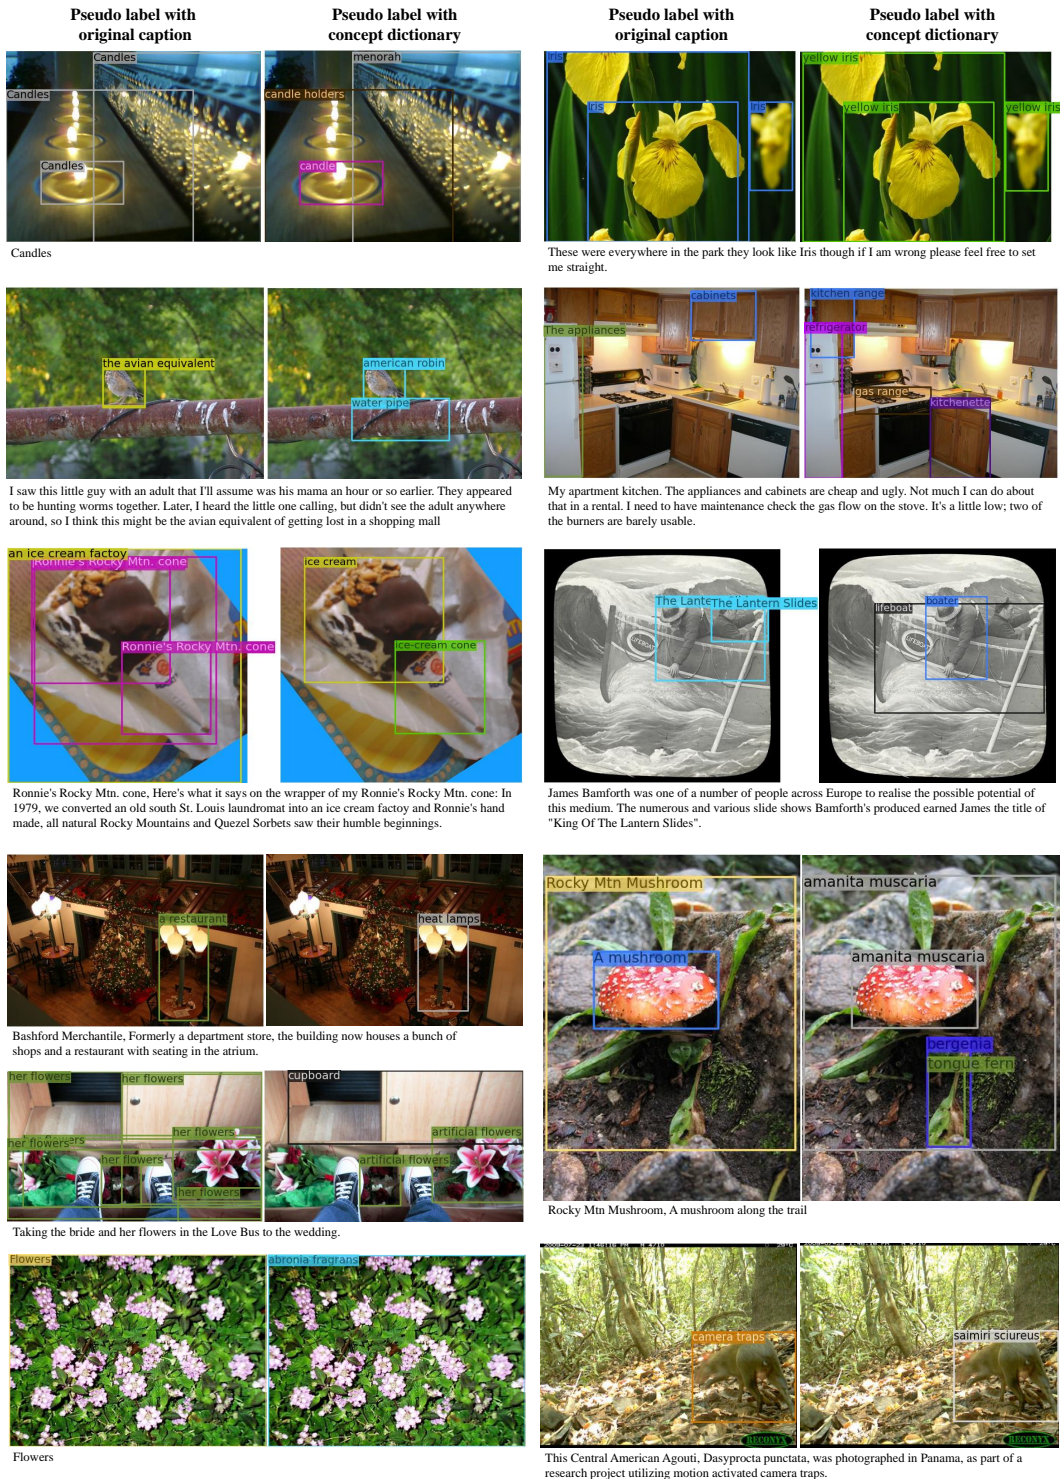 Pseudo label with
original caption
Pseudo label with
concept dictionary
Pseudo label with
original caption
Pseudo label with
concept dictionary
Candles
Candles
Candles
menorah
candle holders
candle
Candles
Iris
Iris
Iris
yellow iris
yellow iris
yellow iris
These were everywhere in the park they look like Iris though if I am wrong please feel free to set
me straight.
the avian equivalent
american robin
water pipe
I saw this little guy with an adult that I'll assume was his mama an hour or so earlier. They appeared
to be hunting worms together. Later, I heard the little one calling, but didn't see the adult anywhere
around, so I think this might be the avian equivalent of getting lost in a shopping mall
cabinets
The appliances
kitchen range
refrigerator
gas range
kitchenette
My apartment kitchen. The appliances and cabinets are cheap and ugly. Not much I can do about
that in a rental. I need to have maintenance check the gas flow on the stove. It's a little low; two of
the burners are barely usable.
an ice cream factoy
Ronnie's Rocky Mtn. cone
Ronnie's Rocky Mtn. cone
ice cream
ice-cream cone
Ronnie's Rocky Mtn. cone, Here's what it says on the wrapper of my Ronnie's Rocky Mtn. cone: In
1979, we converted an old south St. Louis laundromat into an ice cream factoy and Ronnie's hand
made, all natural Rocky Mountains and Quezel Sorbets saw their humble beginnings.
The Lante
The Lantern Slides
LIFEBOAT
boater
lifeboat
LIFEBOAT
James Bamforth was one of a number of people across Europe to realise the possible potential of
this medium. The numerous and various slide shows Bamforth's produced earned James the title of
"King Of The Lantern Slides".
a restaurant
heat lamps
Bashford Merchantile, Formerly a department store, the building now houses a bunch of
shops and a restaurant with seating in the atrium.
Rocky Mtn Mushroom
A mushroom
amanita muscaria
amanita muscaria
bergenia
tongue fern
Rocky Mtn Mushroom, A mushroom along the trail
her flowers
her flowers
her flowers
her flowers
her flowers
her flowers
cupboard
artificial flowers
artificial flowers
Taking the bride and her flowers in the Love Bus to the wedding.
Flowers
abronia fragrans
Flowers
camera traps
RECONYX
saimiri sciureus
RECONYX
This Central American Agouti, Dasyprocta punctata, was photographed in Panama, as part of a
research project utilizing motion activated camera traps.